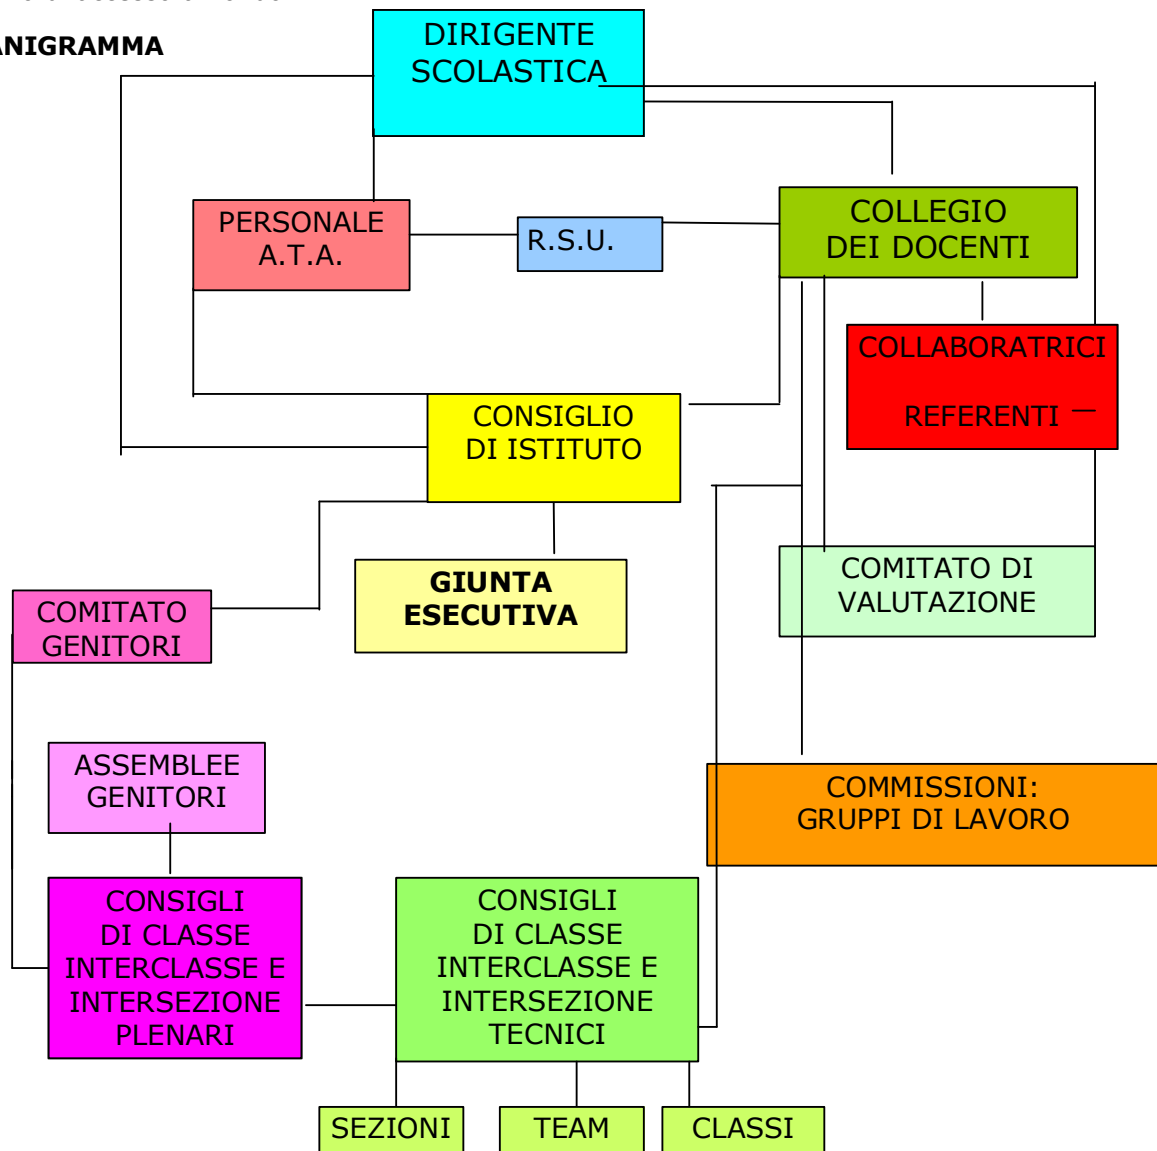 ANIGRAMMA
DIRIGENTE
SCOLASTICA
PERSONALE
A.T.A.
R.S.U.
COLLEGIO
DEI DOCENTI
COLLABORATRICI
REFERENTI
CONSIGLIO
DI ISTITUTO
GIUNTA
ESECUTIVA
COMITATO DI
VALUTAZIONE
COMITATO
GENITORI
ASSEMBLEE
GENITORI
COMMISSIONI:
GRUPPI DI LAVORO
CONSIGLI
DI CLASSE
INTERCLASSE E
INTERSEZIONE
PLENARI
CONSIGLI
DI CLASSE
INTERCLASSE E
INTERSEZIONE
TECNICI
SEZIONI
TEAM
CLASSI